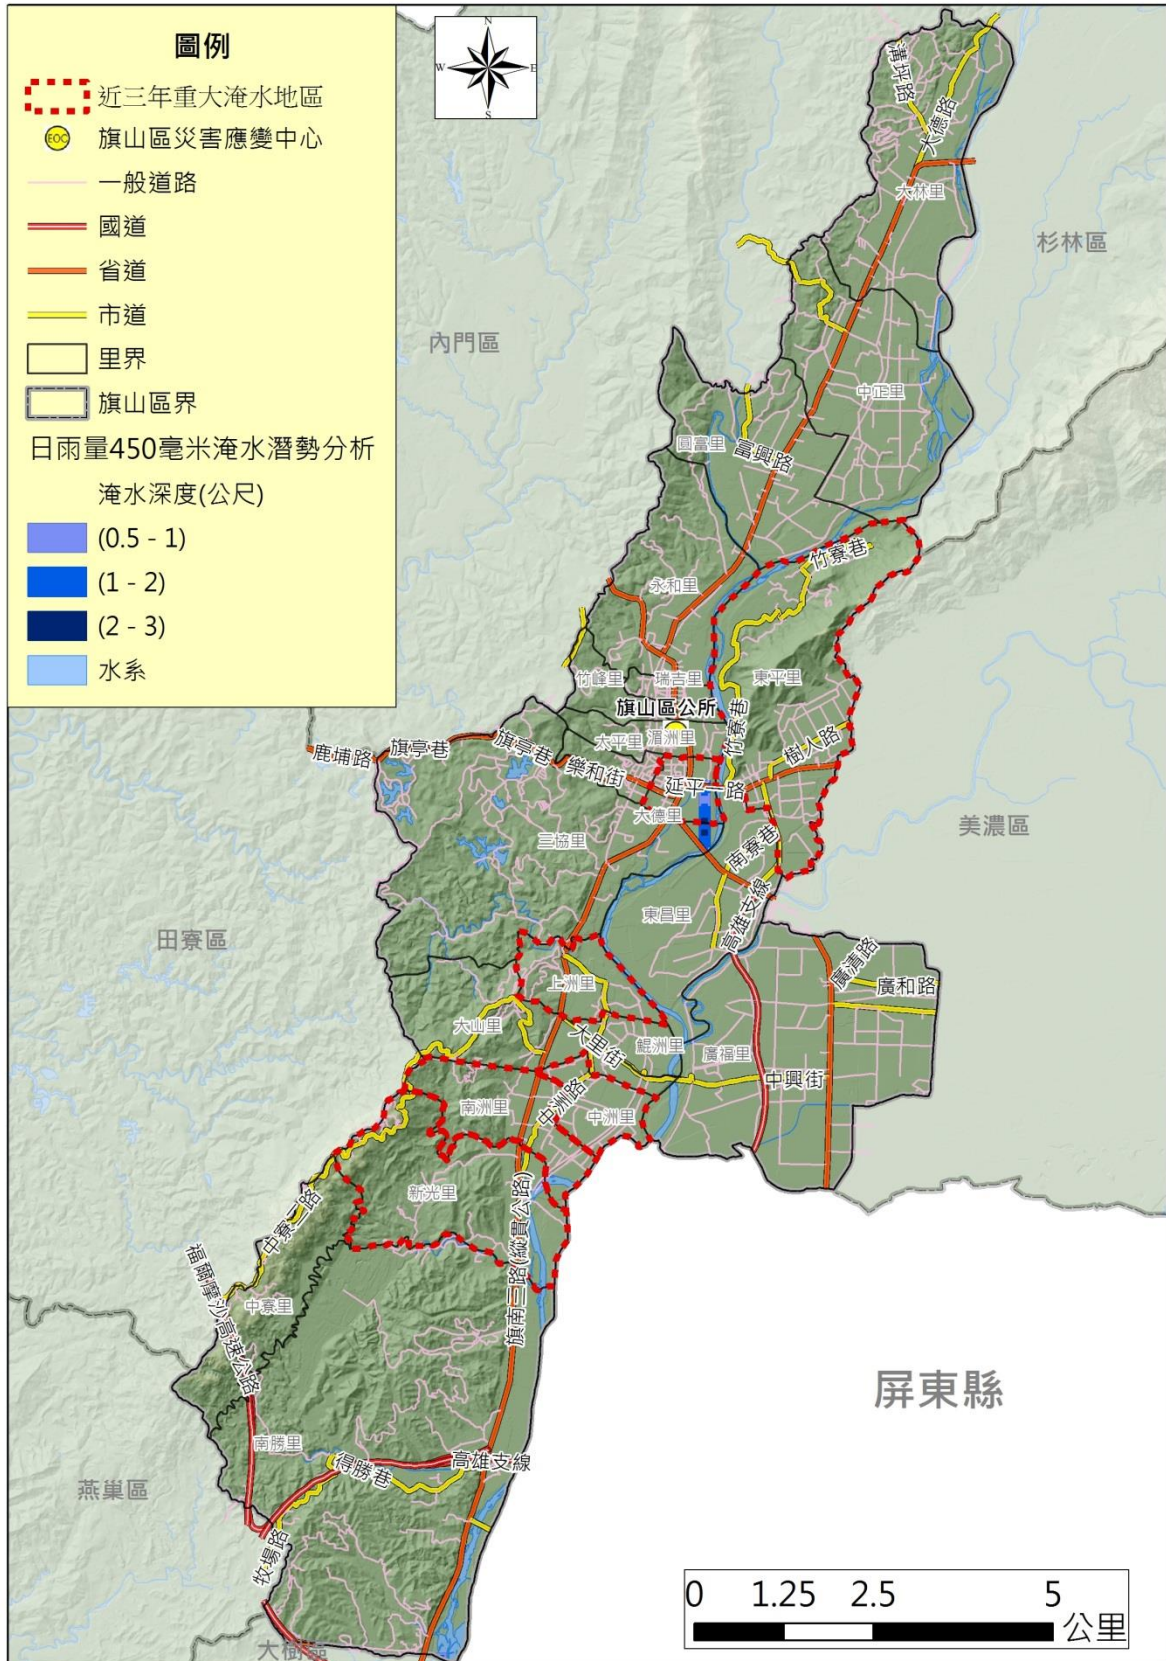 圖例
近三年重大淹水地區
EOC
旗山區災害應變中心
一般道路
國道
省道
市道
里界
旗山區界
日雨量450毫米淹水潛勢分析
淹水深度(公尺)
(0.5 - 1)
(1 - 2)
(2 - 3)
水系
N
W
E
S
溝坪路
大德路
大林里
杉林區
內門區
中正里
圓富里
富興路
竹寮巷
永和里
竹峰里
瑞吉里
東平里
旗山區公所
竹寮巷
太平里
湄洲里
樹人路
鹿埔路
旗亭巷
旗亭巷
樂和街
延平一路
大德里
三協里
南寮巷
美濃區
東昌里
高雄支線
田寮區
廣清路
廣和路
上洲里
大山里
大里街
鯤洲里
廣福里
中興街
南洲里
中洲路
中洲里
新光里
中寮二路
旗南三路(縱貫公路)
福爾摩沙高速公路
中寮里
屏東縣
南勝里
得勝巷
高雄支線
燕巢區
牧場路
大樹區
0
1.25
2.5
5
公里